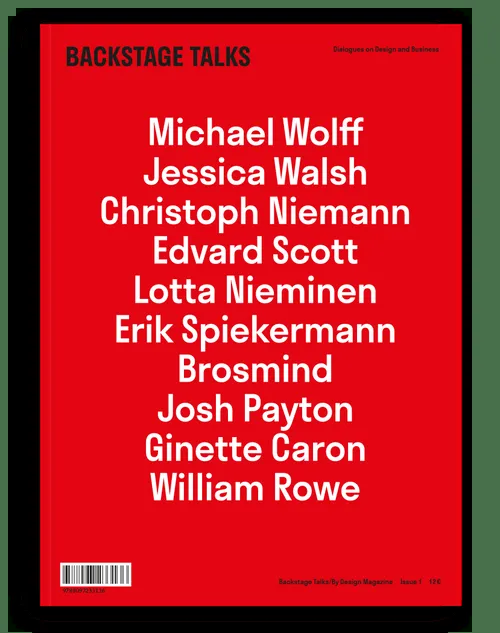 BACKSTAGE TALKS
Dialogues on Design and Business
Michael Wolff
Jessica Walsh
Christoph Niemann
Edvard Scott
Lotta Nieminen
Erik Spiekermann
Brosmind
Josh Payton
Ginette Caron
William Rowe
Backstage Talks/By Design Magazine Issue 1